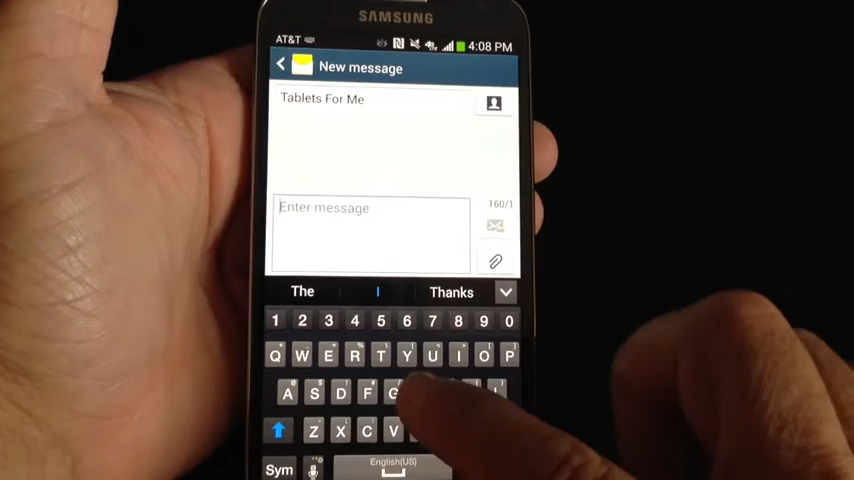 SAMSUNG
AT&T 4:08 PM
New message
Tablets For Me
Enter message
160/1
The I Thanks
1 2 3 4 5 6 7 8 9 0
Q W E R T Y U I O P
A S D F G
Z X C V
Sym English(US)